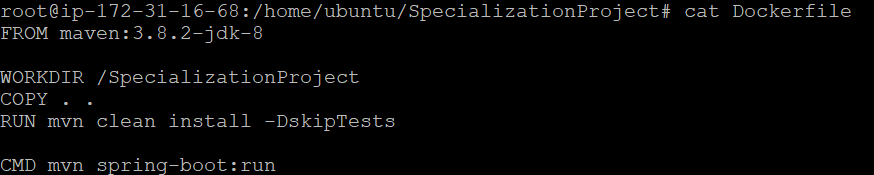 root@ip-172-31-16-68:/home/ubuntu/SpecializationProject# cat Dockerfile
FROM maven:3.8.2-jdk-8
WORKDIR /SpecializationProject
COPY . .
RUN mvn clean install -DskipTests
CMD mvn spring-boot:run